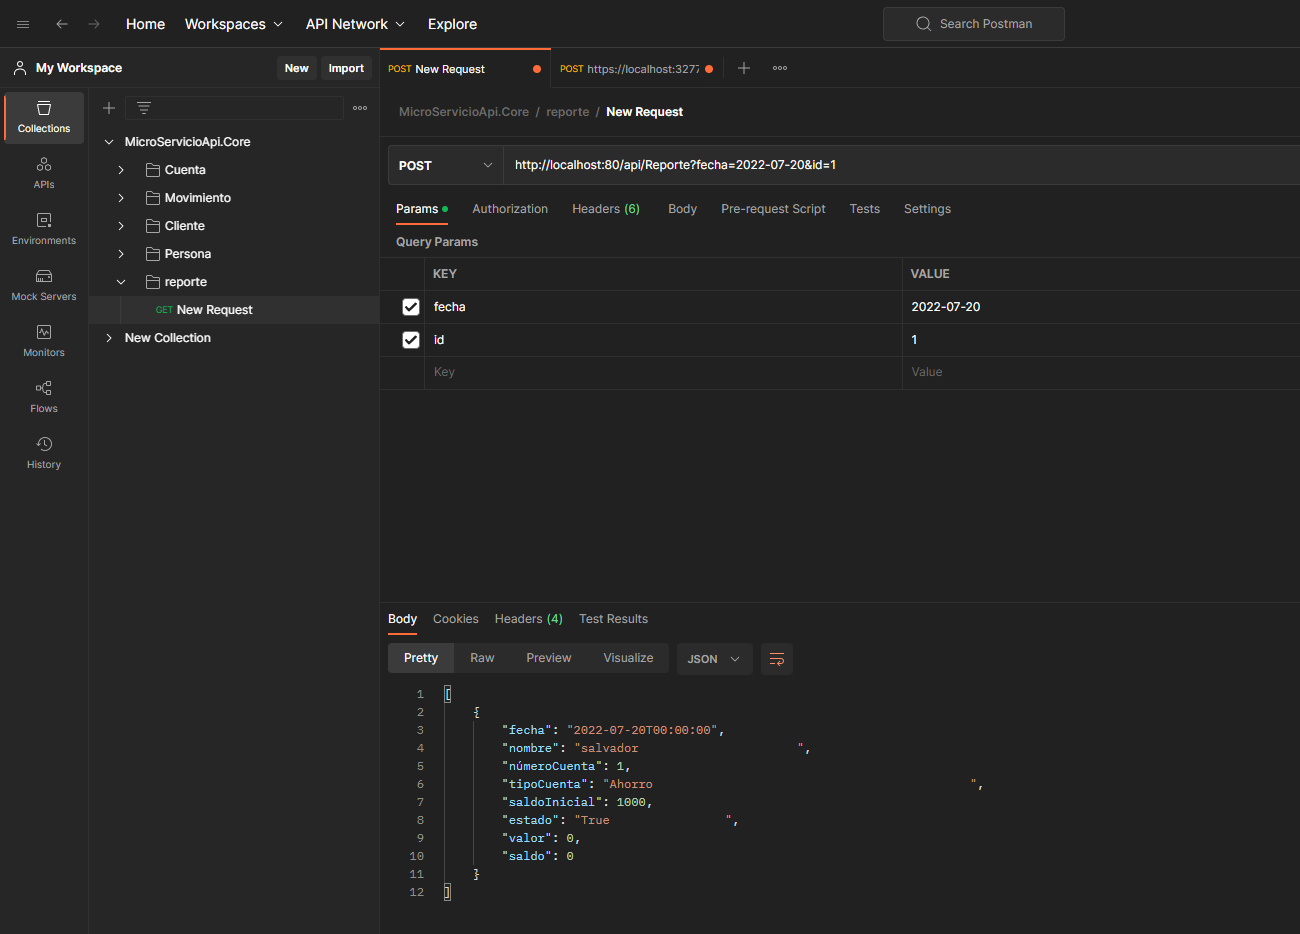 Home Workspaces API Network Explore Search Postman
My Workspace New Import
POST New Request POST https://localhost:3277
Collections
APIs
Environments
Mock Servers
Monitors
Flows
History
MicroServicioApi.Core
Cuenta
Movimiento
Cliente
Persona
reporte
GET New Request
New Collection
MicroServicioApi.Core / reporte / New Request
POST http://localhost:80/api/Reporte?fecha=2022-07-20&id=1
Params Authorization Headers (6) Body Pre-request Script Tests Settings
Query Params
KEY VALUE
fecha 2022-07-20
id 1
Key Value
Body Cookies Headers (4) Test Results
Pretty Raw Preview Visualize JSON
1 [
2 {
3 "fecha": "2022-07-20T00:00:00",
4 "nombre": "salvador                      ",
5 "númeroCuenta": 1,
6 "tipoCuenta": "Ahorro                                            ",
7 "saldoInicial": 1000,
8 "estado": "True                ",
9 "valor": 0,
10 "saldo": 0
11 }
12 ]